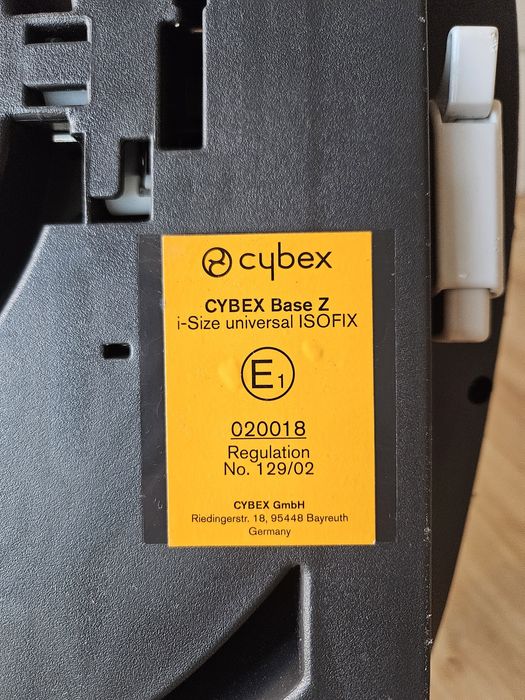 cybex
CYBEX Base Z
i-Size universal ISOFIX
E1
020018
Regulation
No. 129/02
CYBEX GmbH
Riedingerstr. 18, 95448 Bayreuth
Germany